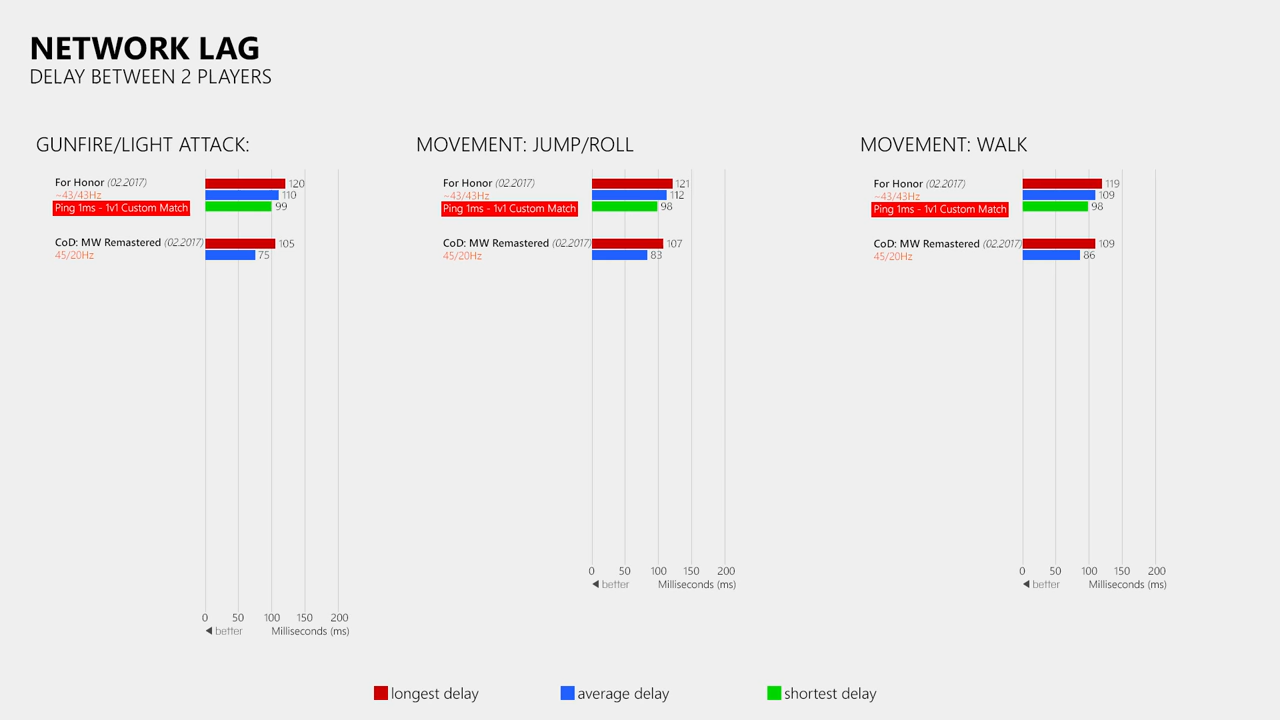 NETWORK LAG
DELAY BETWEEN 2 PLAYERS
GUNFIRE/LIGHT ATTACK:
For Honor (02.2017)
~43/43Hz
Ping 1ms - 1v1 Custom Match
120
110
99
CoD: MW Remastered (02.2017)
45/20Hz
105
75
0 50 100 150 200
◄ better Milliseconds (ms)
MOVEMENT: JUMP/ROLL
For Honor (02.2017)
~43/43Hz
Ping 1ms - 1v1 Custom Match
121
112
98
CoD: MW Remastered (02.2017)
45/20Hz
107
83
0 50 100 150 200
◄ better Milliseconds (ms)
MOVEMENT: WALK
For Honor (02.2017)
~43/43Hz
Ping 1ms - 1v1 Custom Match
119
109
98
CoD: MW Remastered (02.2017)
45/20Hz
109
86
0 50 100 150 200
◄ better Milliseconds (ms)
longest delay average delay shortest delay